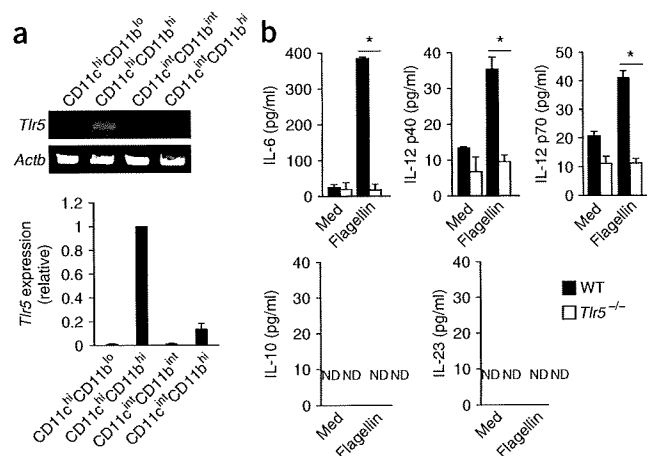 a
CD11c^hi CD11b^lo
CD11c^hi CD11b^hi
CD11c^int CD11b^int
CD11c^int CD11b^hi
Tlr5
Actb
Tlr5 expression
(relative)
1.2
1
0.8
0.6
0.4
0.2
0
CD11c^hi CD11b^lo
CD11c^hi CD11b^hi
CD11c^int CD11b^int
CD11c^int CD11b^hi
b
IL-6 (pg/ml)
400
300
200
100
0
*
Med
Flagellin
IL-12 p40 (pg/ml)
40
30
20
10
0
*
Med
Flagellin
IL-12 p70 (pg/ml)
50
40
30
20
10
0
*
Med
Flagellin
IL-10 (pg/ml)
40
30
20
10
0
ND ND ND ND
Med
Flagellin
IL-23 (pg/ml)
40
30
20
10
0
ND ND ND ND
Med
Flagellin
WT
Tlr5^−/−